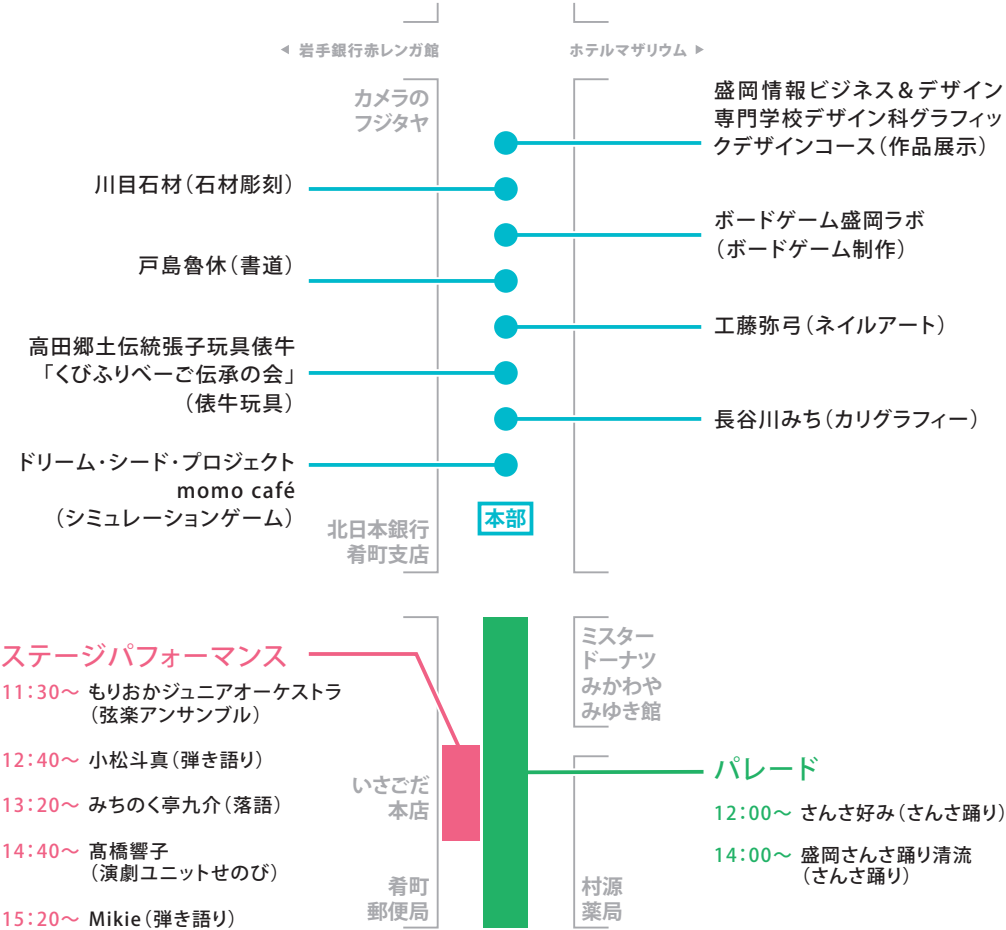 ◀ 岩手銀行赤レンガ館
ホテルマザリウム ▶
カメラの
フジタヤ
盛岡情報ビジネス＆デザイン
専門学校デザイン科グラフィッ
クデザインコース（作品展示）
川目石材（石材彫刻）
ボードゲーム盛岡ラボ
（ボードゲーム制作）
戸島魯休（書道）
工藤弥弓（ネイルアート）
高田郷土伝統張子玩具俵牛
「くびふりべーご伝承の会」
（俵牛玩具）
長谷川みち（カリグラフィー）
ドリーム・シード・プロジェクト
momo café
（シミュレーションゲーム）
本部
北日本銀行
肴町支店
ミスター
ドーナツ
みかわや
みゆき館
ステージパフォーマンス
11：30〜 もりおかジュニアオーケストラ
（弦楽アンサンブル）
12：40〜 小松斗真（弾き語り）
13：20〜 みちのく亭九介（落語）
14：40〜 髙橋響子
（演劇ユニットせのび）
15：20〜 Mikie（弾き語り）
いさごだ
本店
肴町
郵便局
パレード
12：00〜 さんさ好み（さんさ踊り）
14：00〜 盛岡さんさ踊り清流
（さんさ踊り）
村源
薬局